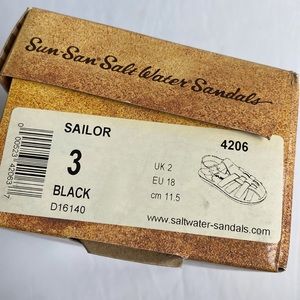 Sun-San® Salt Water Sandals
SAILOR 4206
3
UK 2
EU 18
cm 11.5
BLACK
D16140
www.saltwater-sandals.com